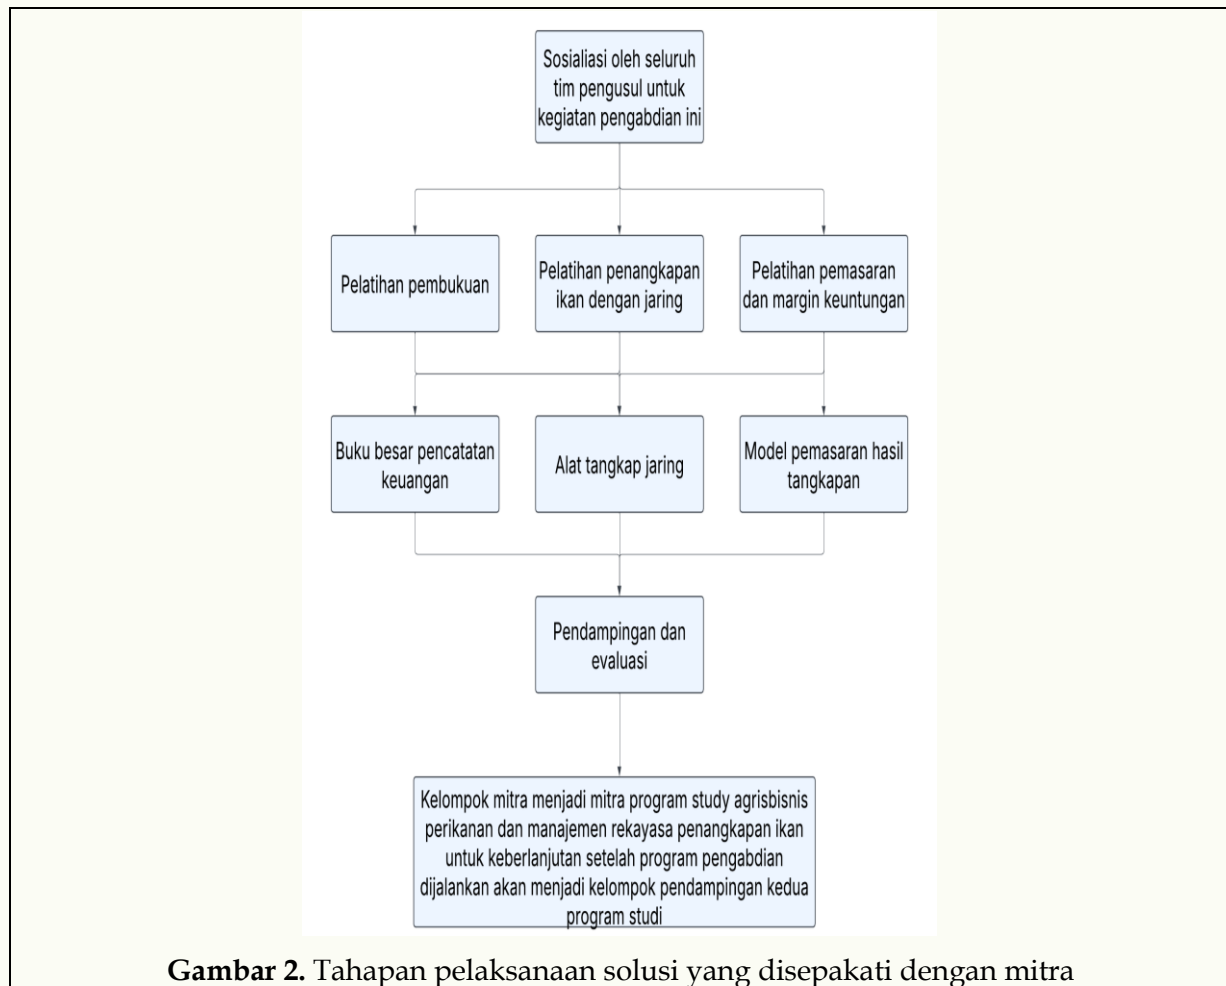 Sosialiasi oleh seluruh
tim pengusul untuk
kegiatan pengabdian ini
Pelatihan pembukuan
Pelatihan penangkapan
ikan dengan jaring
Pelatihan pemasaran
dan margin keuntungan
Buku besar pencatatan
keuangan
Alat tangkap jaring
Model pemasaran hasil
tangkapan
Pendampingan dan
evaluasi
Kelompok mitra menjadi mitra program study agrisbisnis
perikanan dan manajemen rekayasa penangkapan ikan
untuk keberlanjutan setelah program pengabdian
dijalankan akan menjadi kelompok pendampingan kedua
program studi
Gambar 2. Tahapan pelaksanaan solusi yang disepakati dengan mitra